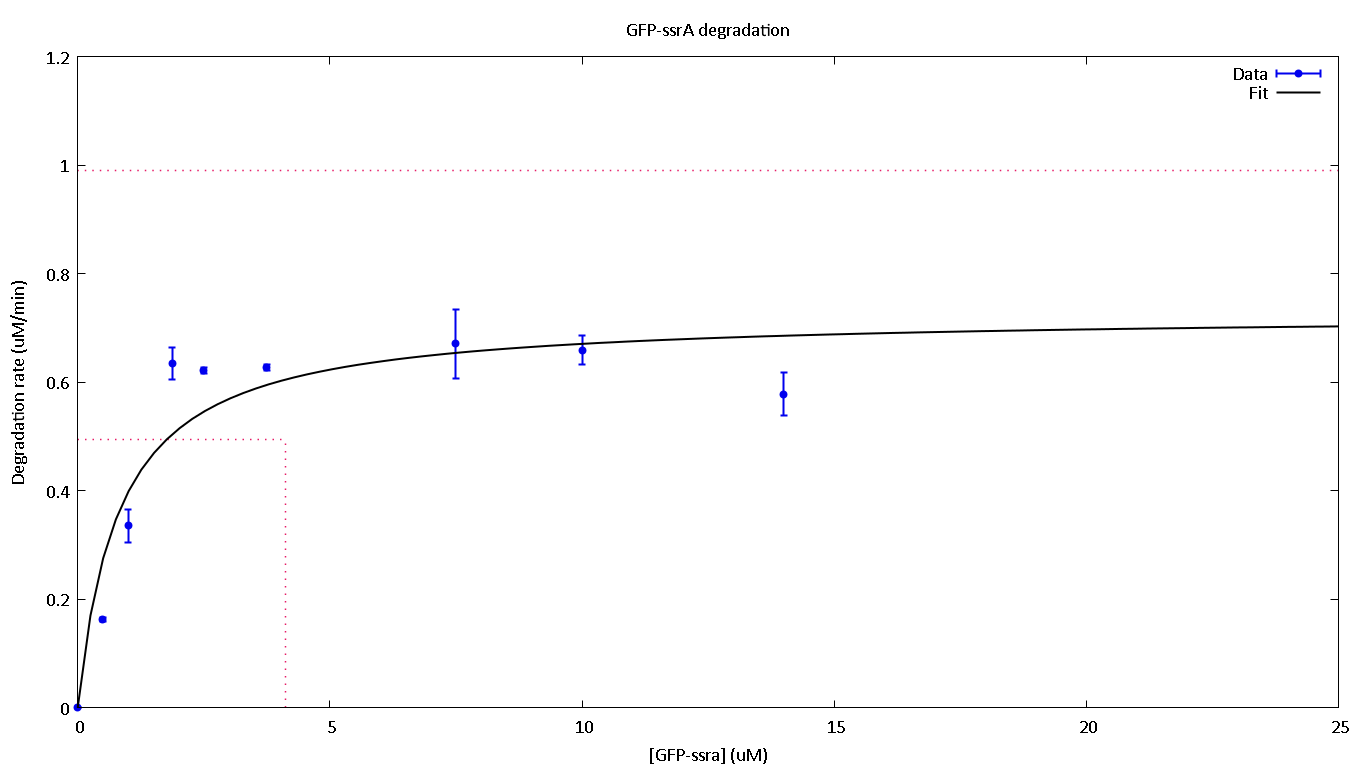 GFP-ssrA degradation
Data
Fit
1.2
1
0.8
0.6
0.4
0.2
0
Degradation rate (uM/min)
0 5 10 15 20 25
[GFP-ssra] (uM)